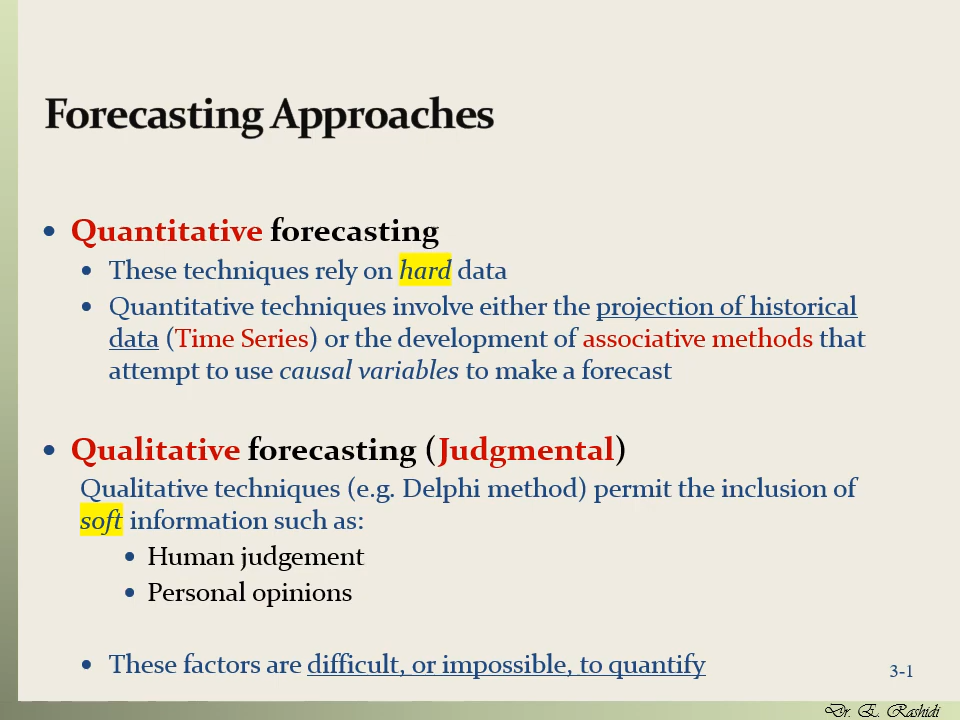 Forecasting Approaches
• Quantitative forecasting
• These techniques rely on hard data
• Quantitative techniques involve either the projection of historical
data (Time Series) or the development of associative methods that
attempt to use causal variables to make a forecast
• Qualitative forecasting (Judgmental)
Qualitative techniques (e.g. Delphi method) permit the inclusion of
soft information such as:
• Human judgement
• Personal opinions
• These factors are difficult, or impossible, to quantify
3-1
Dr. E. Rashidi